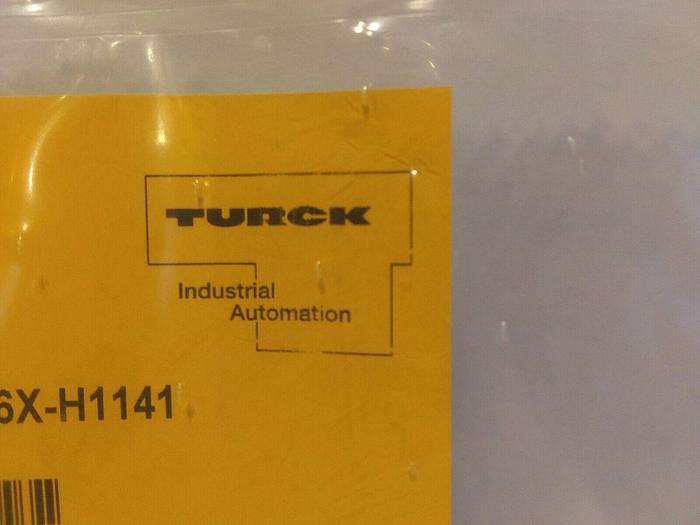 TURCK
Industrial
Automation
6X-H1141